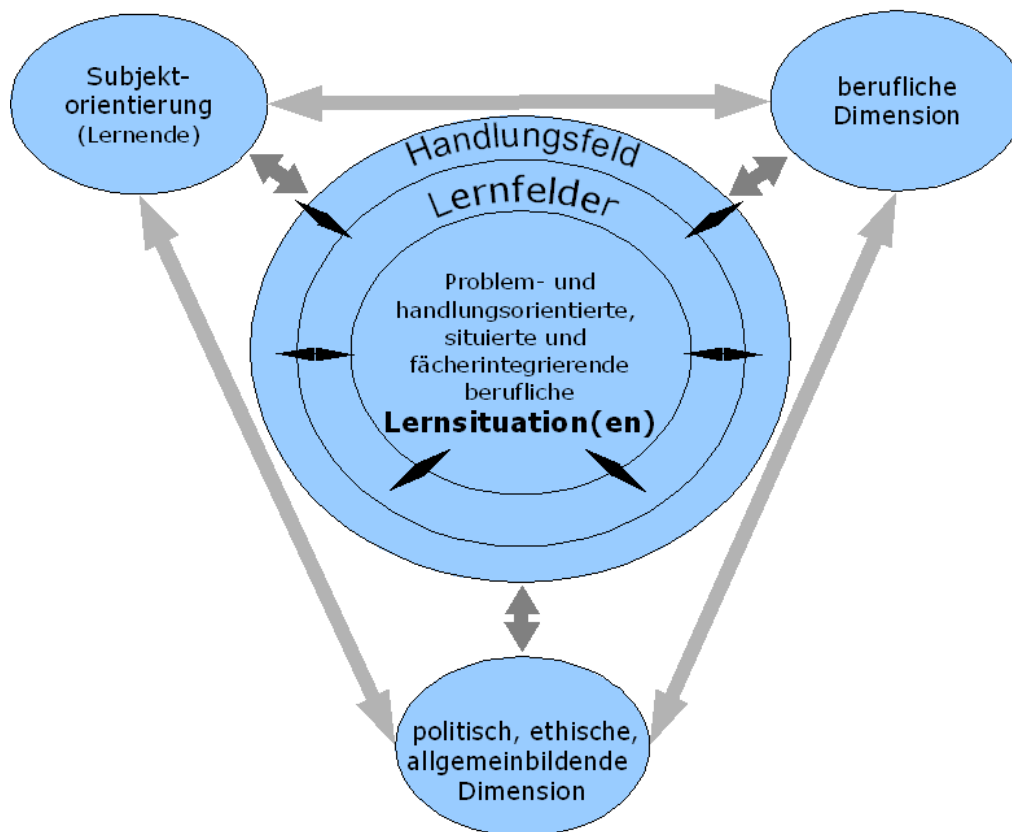 Subjekt-
orientierung
(Lernende)
berufliche
Dimension
Handlungsfeld
Lernfelder
Problem- und
handlungsorientierte,
situierte und
fächerintegrierende
berufliche
Lernsituation(en)
politisch, ethische,
allgemeinbildende
Dimension